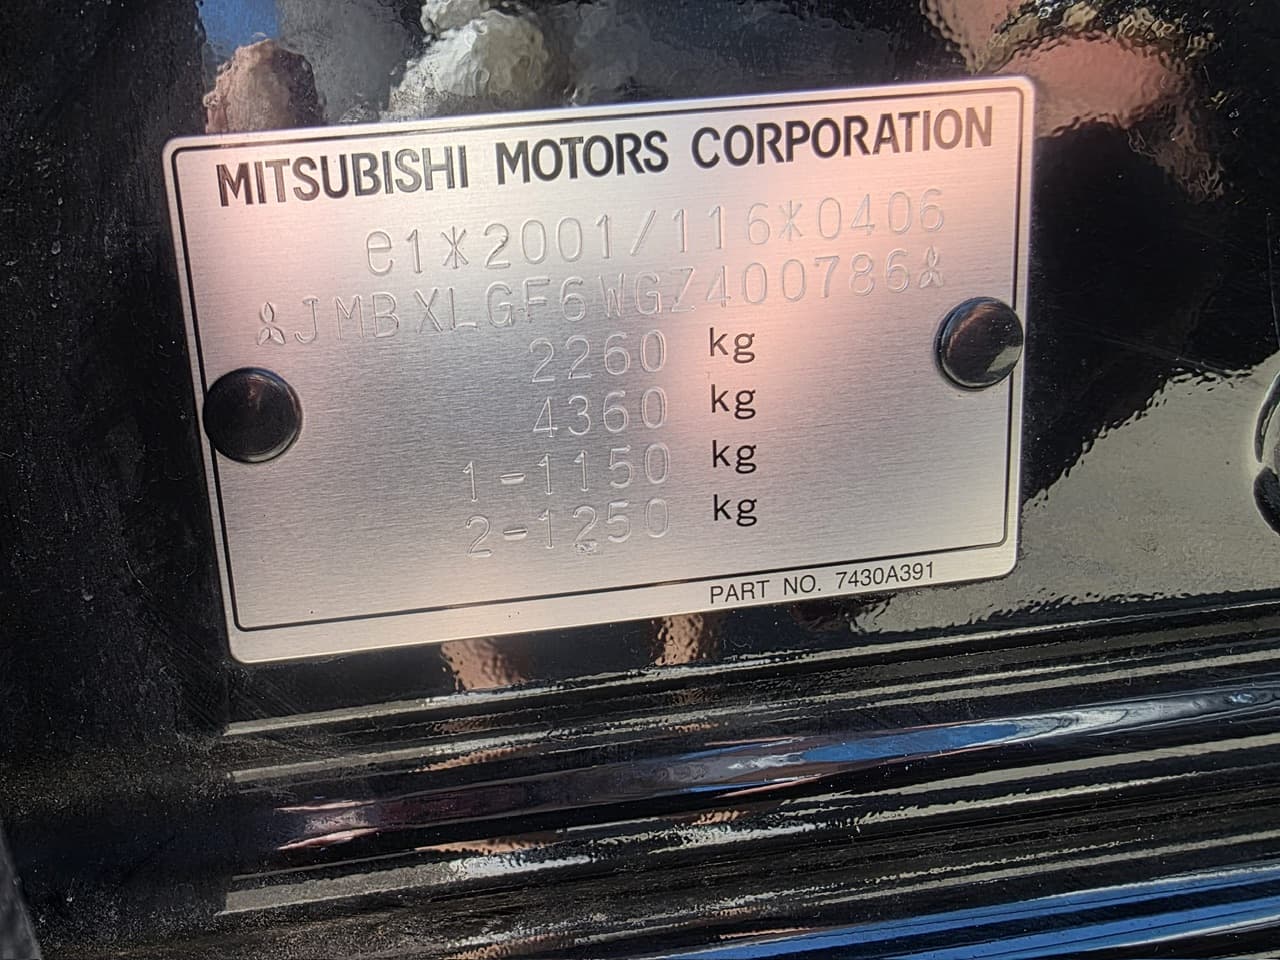 MITSUBISHI MOTORS CORPORATION
e1*2001/116*0406
JMBXLGF6WGZ400786
2260 kg
4360 kg
1-1150 kg
2-1250 kg
PART NO. 7430A391